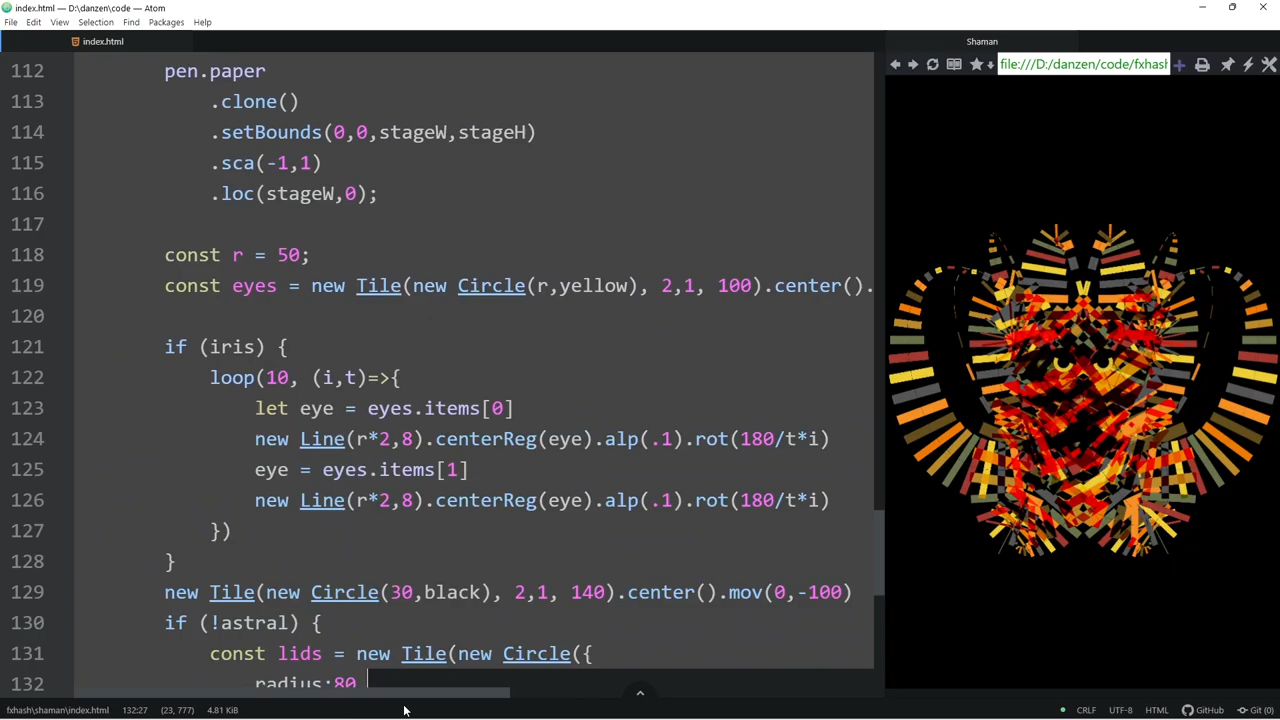 index.html — D:\danzen\code — Atom
File Edit View Selection Find Packages Help
index.html
Shaman
file:///D:/danzen/code/fxhash
112 pen.paper
113 .clone()
114 .setBounds(0,0,stageW,stageH)
115 .sca(-1,1)
116 .loc(stageW,0);
117
118 const r = 50;
119 const eyes = new Tile(new Circle(r,yellow), 2,1, 100).center().
120
121 if (iris) {
122 loop(10, (i,t)=>{
123 let eye = eyes.items[0]
124 new Line(r*2,8).centerReg(eye).alp(.1).rot(180/t*i)
125 eye = eyes.items[1]
126 new Line(r*2,8).centerReg(eye).alp(.1).rot(180/t*i)
127 })
128 }
129 new Tile(new Circle(30,black), 2,1, 140).center().mov(0,-100)
130 if (!astral) {
131 const lids = new Tile(new Circle({
132 radius:80
fxhash\shaman\index.html 132:27 (23, 777) 4.81 KiB CRLF UTF-8 HTML GitHub Git (0)